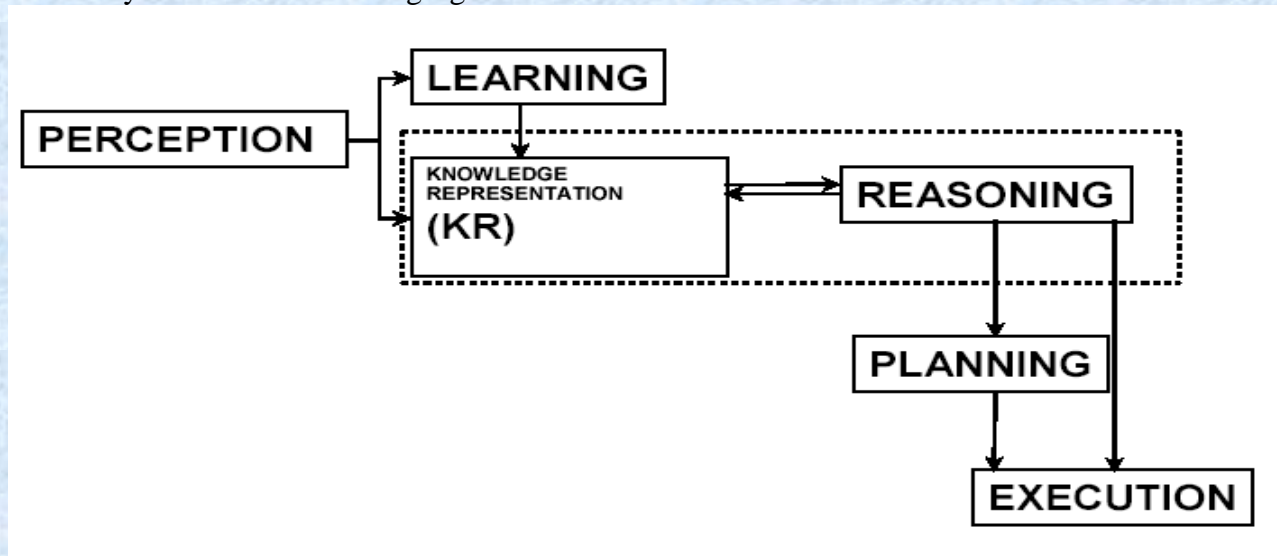 LEARNING
PERCEPTION
KNOWLEDGE
REPRESENTATION
(KR)
REASONING
PLANNING
EXECUTION